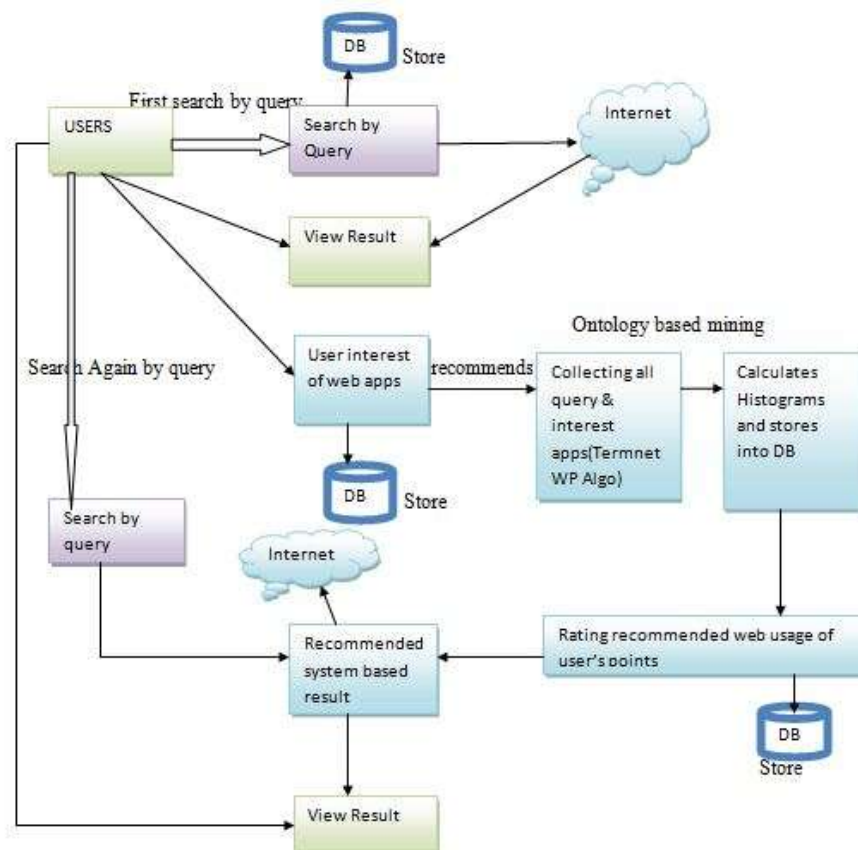 DB
Store
First search by query
USERS
Search by
Query
Internet
View Result
Ontology based mining
Search Again by query
User interest
of web apps
recommends
Collecting all
query &
interest
apps(Termnet
WP Algo)
Calculates
Histograms
and stores
into DB
DB
Store
Search by
query
Internet
Recommended
system based
result
Rating recommended web usage of
user's points
DB
Store
View Result